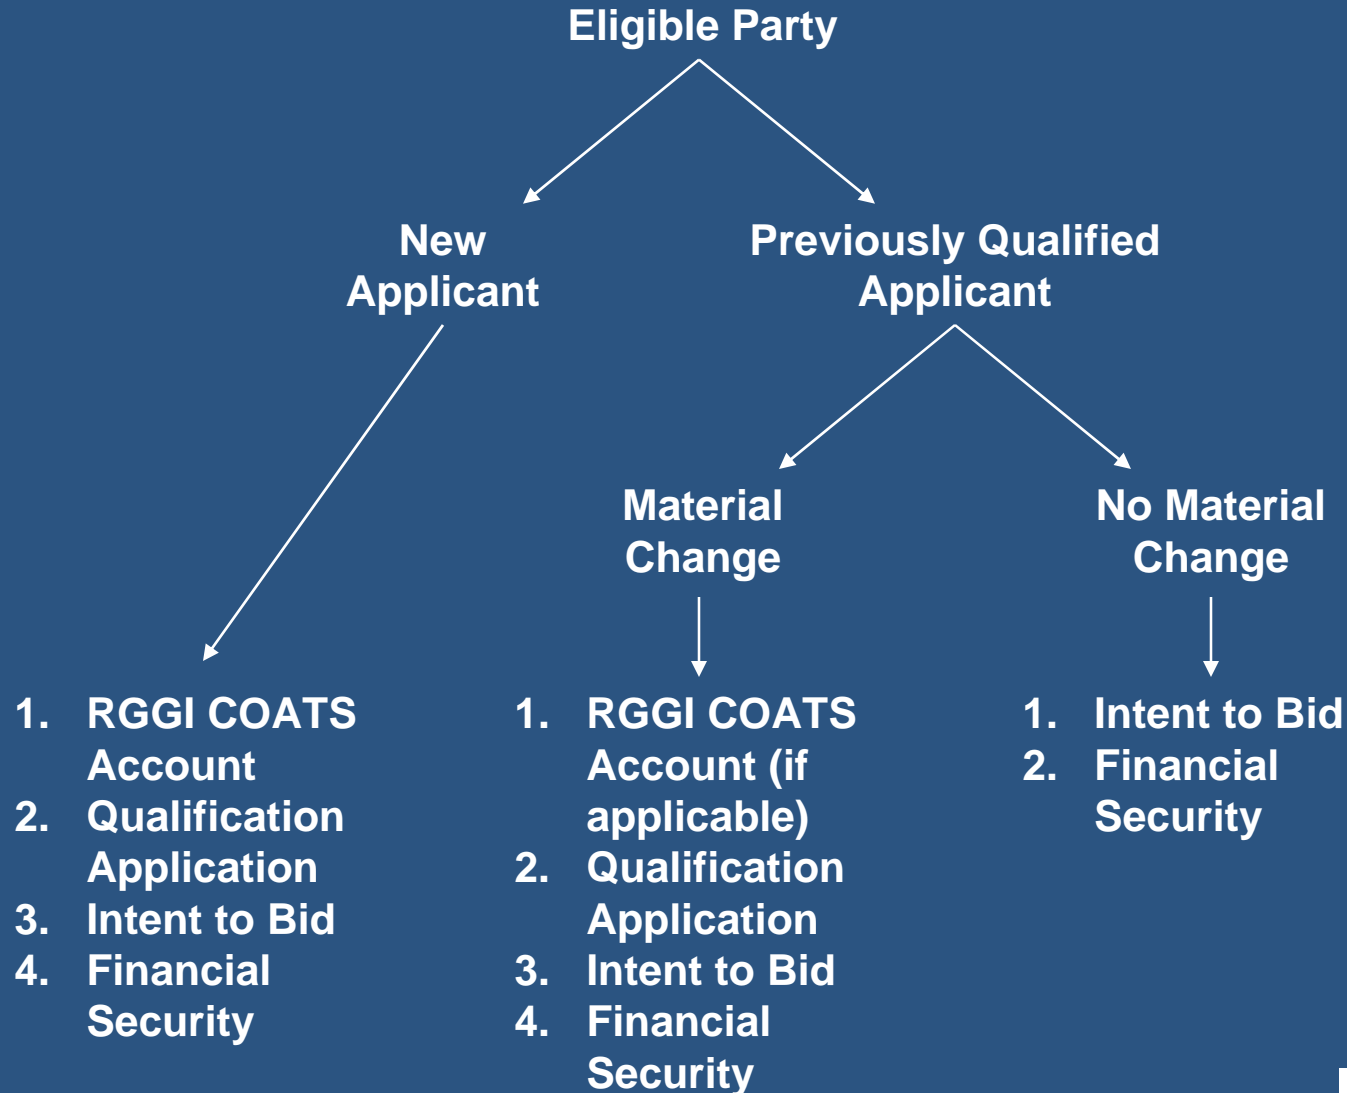 Eligible Party
New
Applicant
Previously Qualified
Applicant
Material
Change
No Material
Change
1. RGGI COATS
Account
2. Qualification
Application
3. Intent to Bid
4. Financial
Security
1. RGGI COATS
Account (if
applicable)
2. Qualification
Application
3. Intent to Bid
4. Financial
Security
1. Intent to Bid
2. Financial
Security